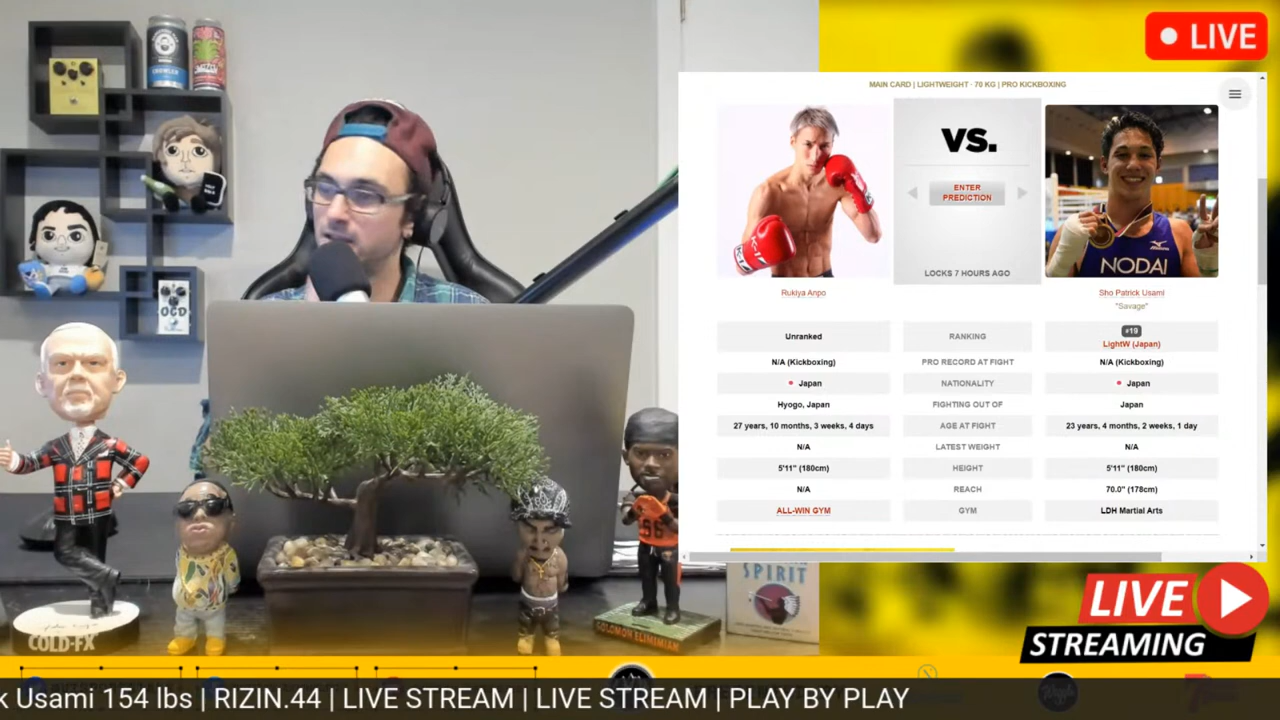 LIVE
MAIN CARD | LIGHTWEIGHT · 70 KG | PRO KICKBOXING
VS.
ENTER
PREDICTION
LOCKS 7 HOURS AGO
NODAI
Rukiya Anpo
Sho Patrick Usami
"Savage"
Unranked
RANKING
#19
LightW (Japan)
N/A (Kickboxing)
PRO RECORD AT FIGHT
N/A (Kickboxing)
Japan
NATIONALITY
Japan
Hyogo, Japan
FIGHTING OUT OF
Japan
27 years, 10 months, 3 weeks, 4 days
AGE AT FIGHT
23 years, 4 months, 2 weeks, 1 day
N/A
LATEST WEIGHT
N/A
5'11" (180cm)
HEIGHT
5'11" (180cm)
N/A
REACH
70.0" (178cm)
ALL-WIN GYM
GYM
LDH Martial Arts
OCD
COLD-FX
SOLOMON ELIMIMIAN
SPIRIT
LIVE
STREAMING
k Usami 154 lbs | RIZIN.44 | LIVE STREAM | LIVE STREAM | PLAY BY PLAY